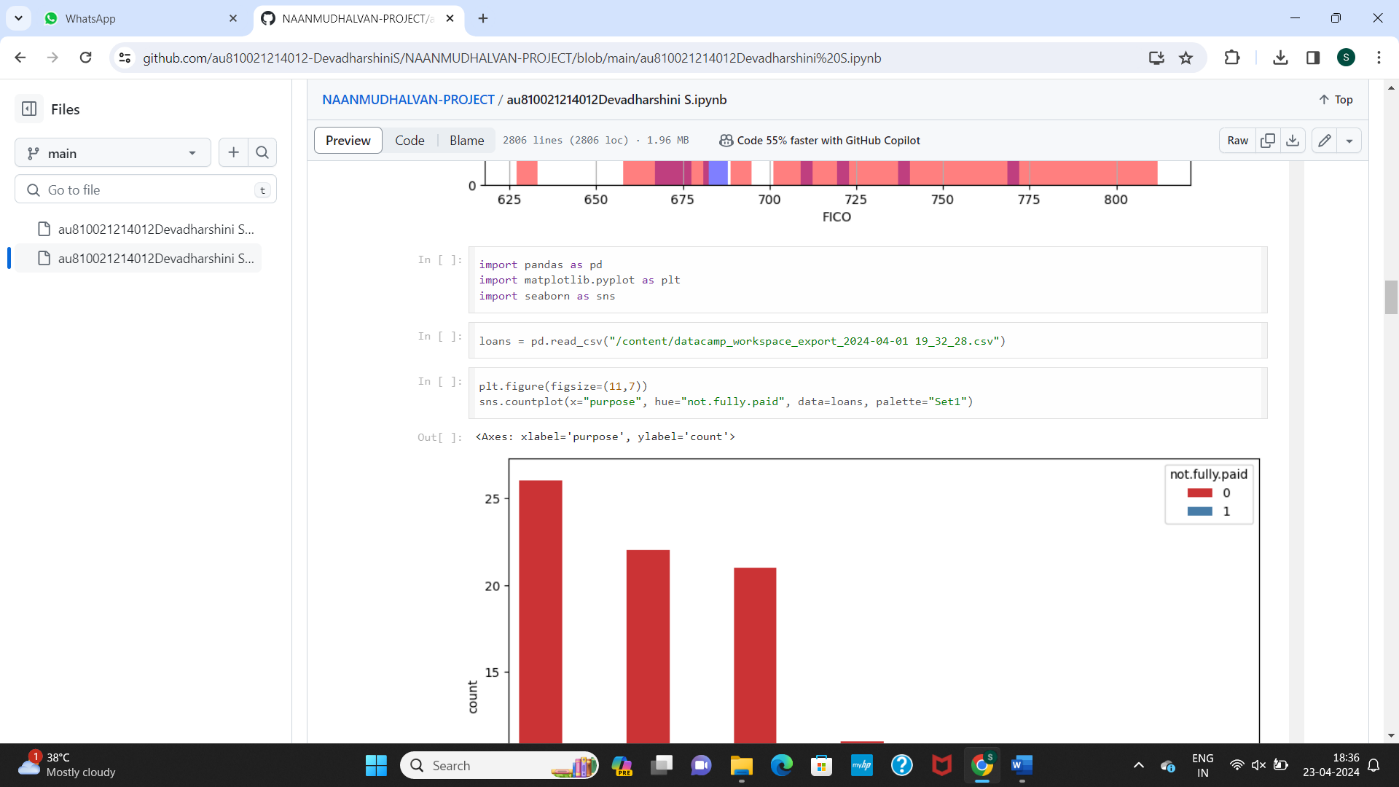 WhatsApp
NAANMUDHALVAN-PROJECT/a
github.com/au810021214012-DevadharshiniS/NAANMUDHALVAN-PROJECT/blob/main/au810021214012Devadharshini%20S.ipynb
S
Files
main
Go to file
t
au810021214012Devadharshini S...
au810021214012Devadharshini S...
NAANMUDHALVAN-PROJECT / au810021214012Devadharshini S.ipynb
Top
Preview
Code
Blame
2806 lines (2806 loc) · 1.96 MB
Code 55% faster with GitHub Copilot
Raw
0
625 650 675 700 725 750 775 800
FICO
In [ ]:
import pandas as pd
import matplotlib.pyplot as plt
import seaborn as sns
In [ ]:
loans = pd.read_csv("/content/datacamp_workspace_export_2024-04-01 19_32_28.csv")
In [ ]:
plt.figure(figsize=(11,7))
sns.countplot(x="purpose", hue="not.fully.paid", data=loans, palette="Set1")
Out[ ]:
<Axes: xlabel='purpose', ylabel='count'>
not.fully.paid
0
1
25
20
15
count
1
38°C
Mostly cloudy
Search
PRE
myhp
S
W
ENG
IN
18:36
23-04-2024